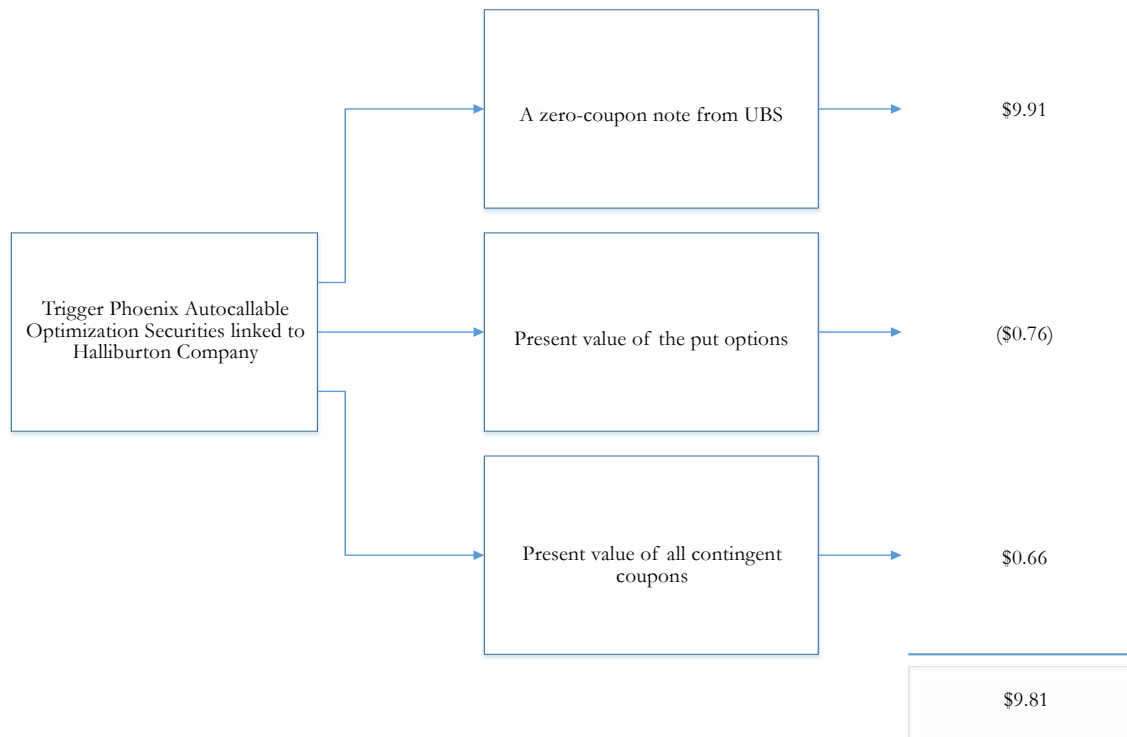 A zero-coupon note from UBS
$9.91
Trigger Phoenix Autocallable
Optimization Securities linked to
Halliburton Company
Present value of the put options
($0.76)
Present value of all contingent
coupons
$0.66
$9.81